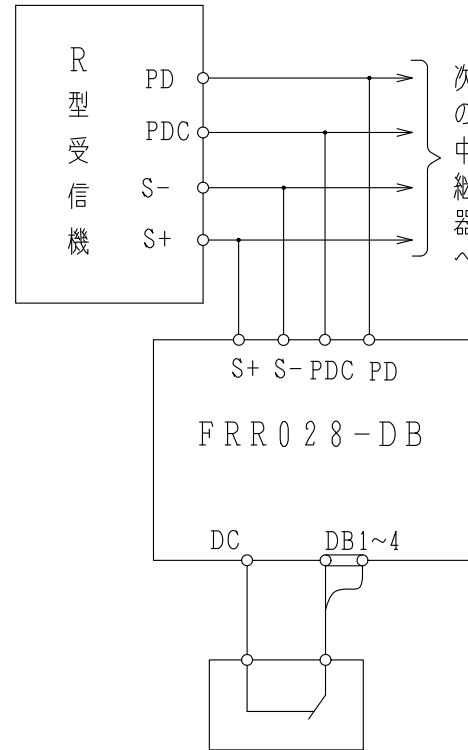 R型受信機
PD
PDC
S-
S+
次の中継器へ
S+ S- PDC PD
FRR028-DB
DC
DB1~4